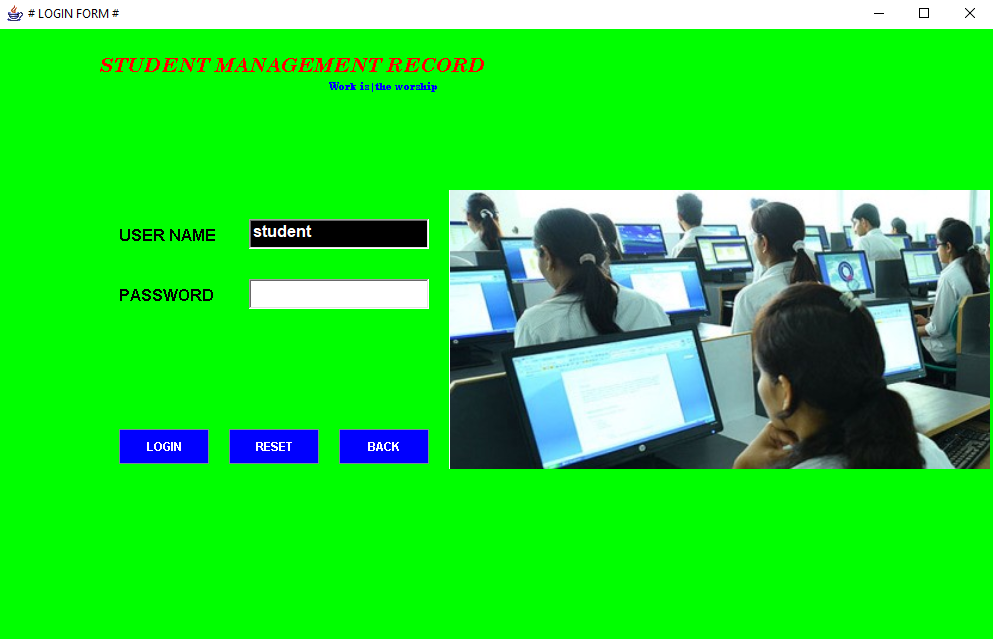 # LOGIN FORM #
STUDENT MANAGEMENT RECORD
Work is|the worship
USER NAME
student
PASSWORD
LOGIN
RESET
BACK